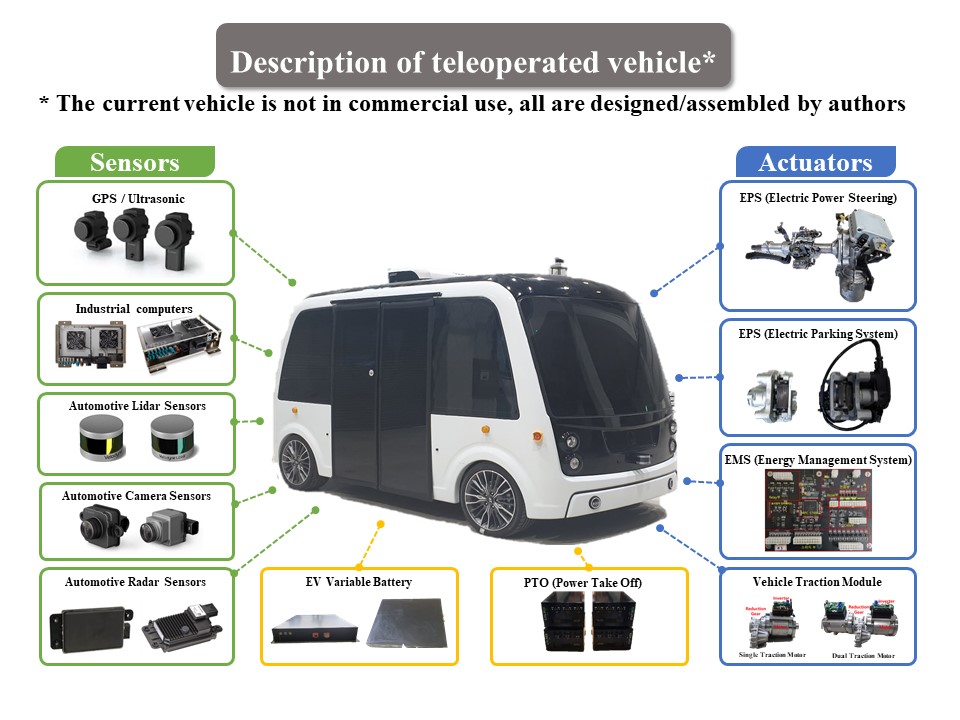 Description of teleoperated vehicle*
* The current vehicle is not in commercial use, all are designed/assembled by authors
Sensors
GPS / Ultrasonic
Industrial computers
Automotive Lidar Sensors
Automotive Camera Sensors
Automotive Radar Sensors
EV Variable Battery
PTO (Power Take Off)
Actuators
EPS (Electric Power Steering)
EPS (Electric Parking System)
EMS (Energy Management System)
Vehicle Traction Module
Reduction
Gear
Inverter
Single Traction Motor
Reduction
Gear
Inverter
Dual Traction Motor